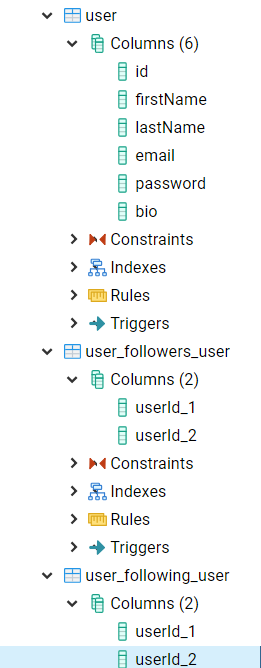 user
Columns (6)
id
firstName
lastName
email
password
bio
Constraints
Indexes
Rules
Triggers
user_followers_user
Columns (2)
userId_1
userId_2
Constraints
Indexes
Rules
Triggers
user_following_user
Columns (2)
userId_1
userId_2